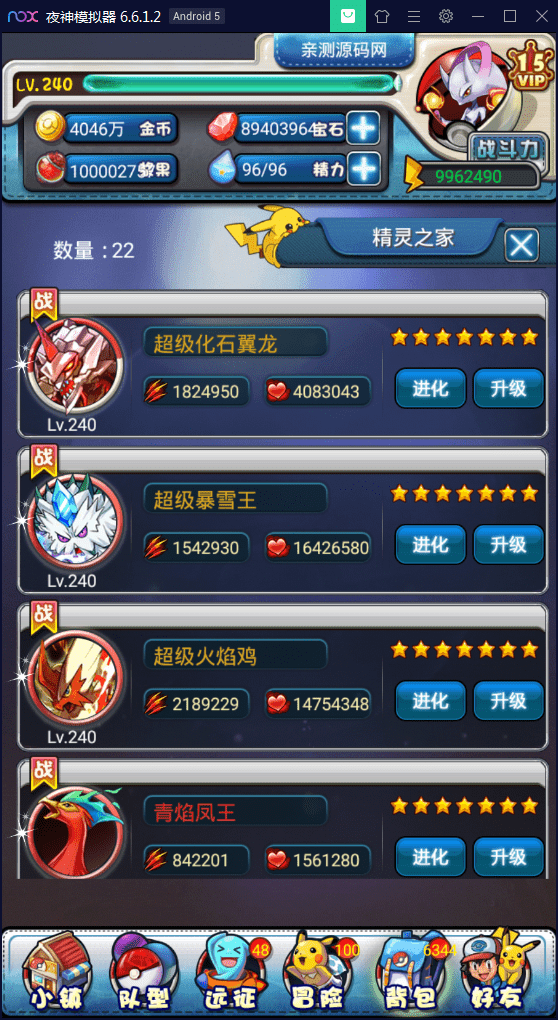 nox 夜神模拟器 6.6.1.2 Android 5
亲测源码网
LV.240
15
VIP
4046万 金币 8940396 宝石
战斗力
1000027 浆果 96/96 精力
9962490
数量 : 22 精灵之家
战
超级化石翼龙
进化 升级
1824950 4083043
Lv.240
战
超级暴雪王
进化 升级
1542930 16426580
Lv.240
战
超级火焰鸡
进化 升级
2189229 14754348
Lv.240
战
青焰凤王
进化 升级
842201 1561280
48 100 6344
小镇 队型 远征 冒险 背包 好友